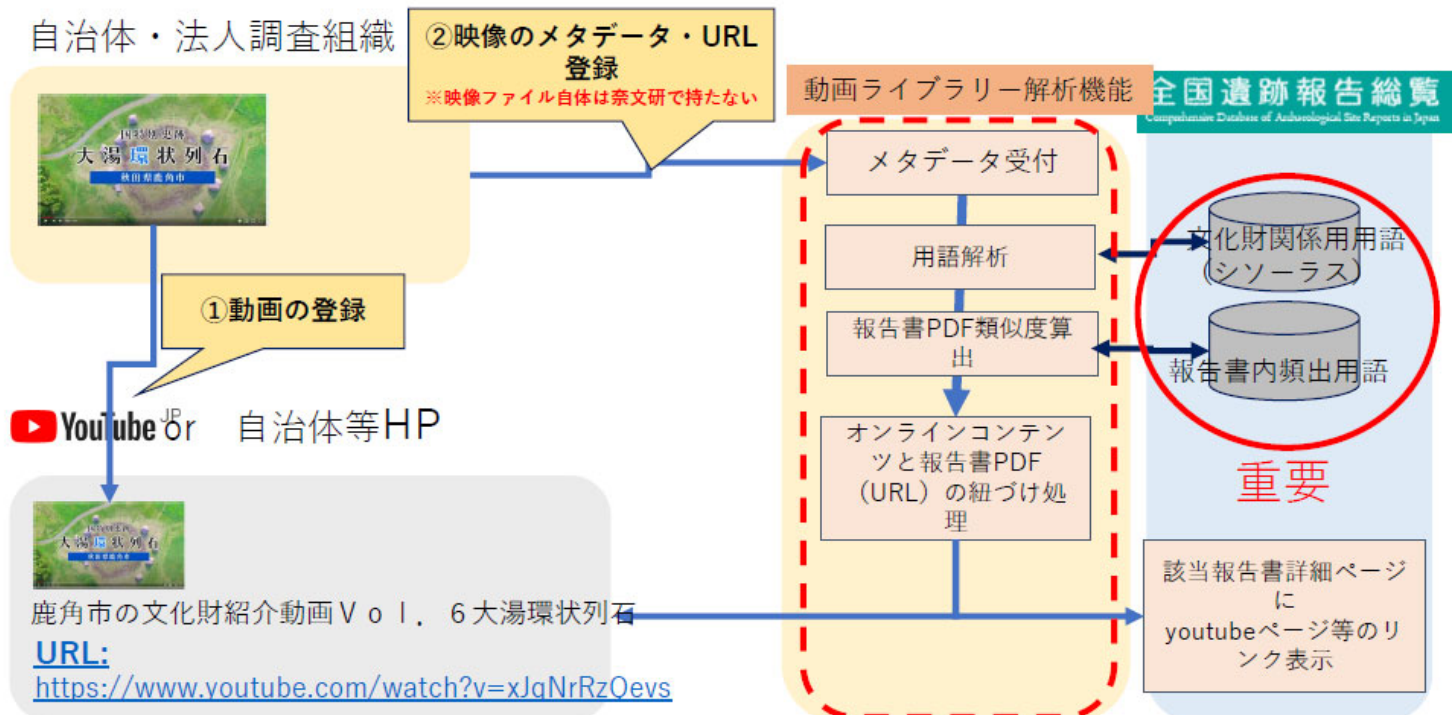 自治体・法人調査組織
②映像のメタデータ・URL
登録
※映像ファイル自体は奈文研で持たない
国特別史跡
大湯環状列石
秋田県鹿角市
①動画の登録
YouTube JP or 自治体等HP
大湯環状列石
鹿角市の文化財紹介動画Ｖｏｌ．６大湯環状列石
URL:
https://www.youtube.com/watch?v=xJqNrRzQevs
動画ライブラリー解析機能
メタデータ受付
用語解析
報告書PDF類似度算
出
オンラインコンテン
ツと報告書PDF
（URL）の紐づけ処
理
全国遺跡報告総覧
Comprehensive Database of Archaeological Site Reports in Japan
文化財関係用用語
（シソーラス）
報告書内頻出用語
重要
該当報告書詳細ページ
に
youtubeページ等のリ
ンク表示